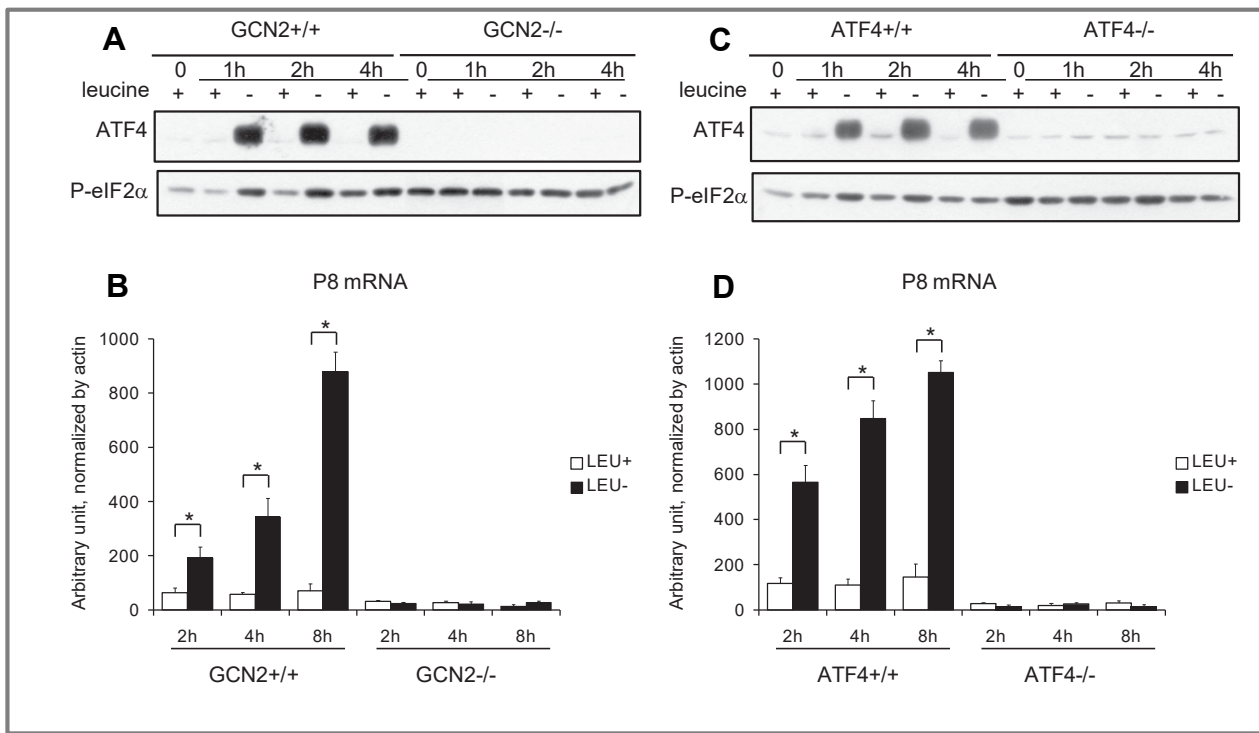 A
GCN2+/+ GCN2-/-
0 1h 2h 4h 0 1h 2h 4h
leucine + + - + - + - + + - + - + -
ATF4
P-eIF2α
C
ATF4+/+ ATF4-/-
0 1h 2h 4h 0 1h 2h 4h
leucine + + - + - + - + + - + - + -
ATF4
P-eIF2α
B
P8 mRNA
Arbitrary unit, normalized by actin
1000
800
600
400
200
0
* * *
LEU+
LEU-
2h 4h 8h 2h 4h 8h
GCN2+/+ GCN2-/-
D
P8 mRNA
Arbitrary unit, normalized by actin
1200
1000
800
600
400
200
0
* * *
LEU+
LEU-
2h 4h 8h 2h 4h 8h
ATF4+/+ ATF4-/-